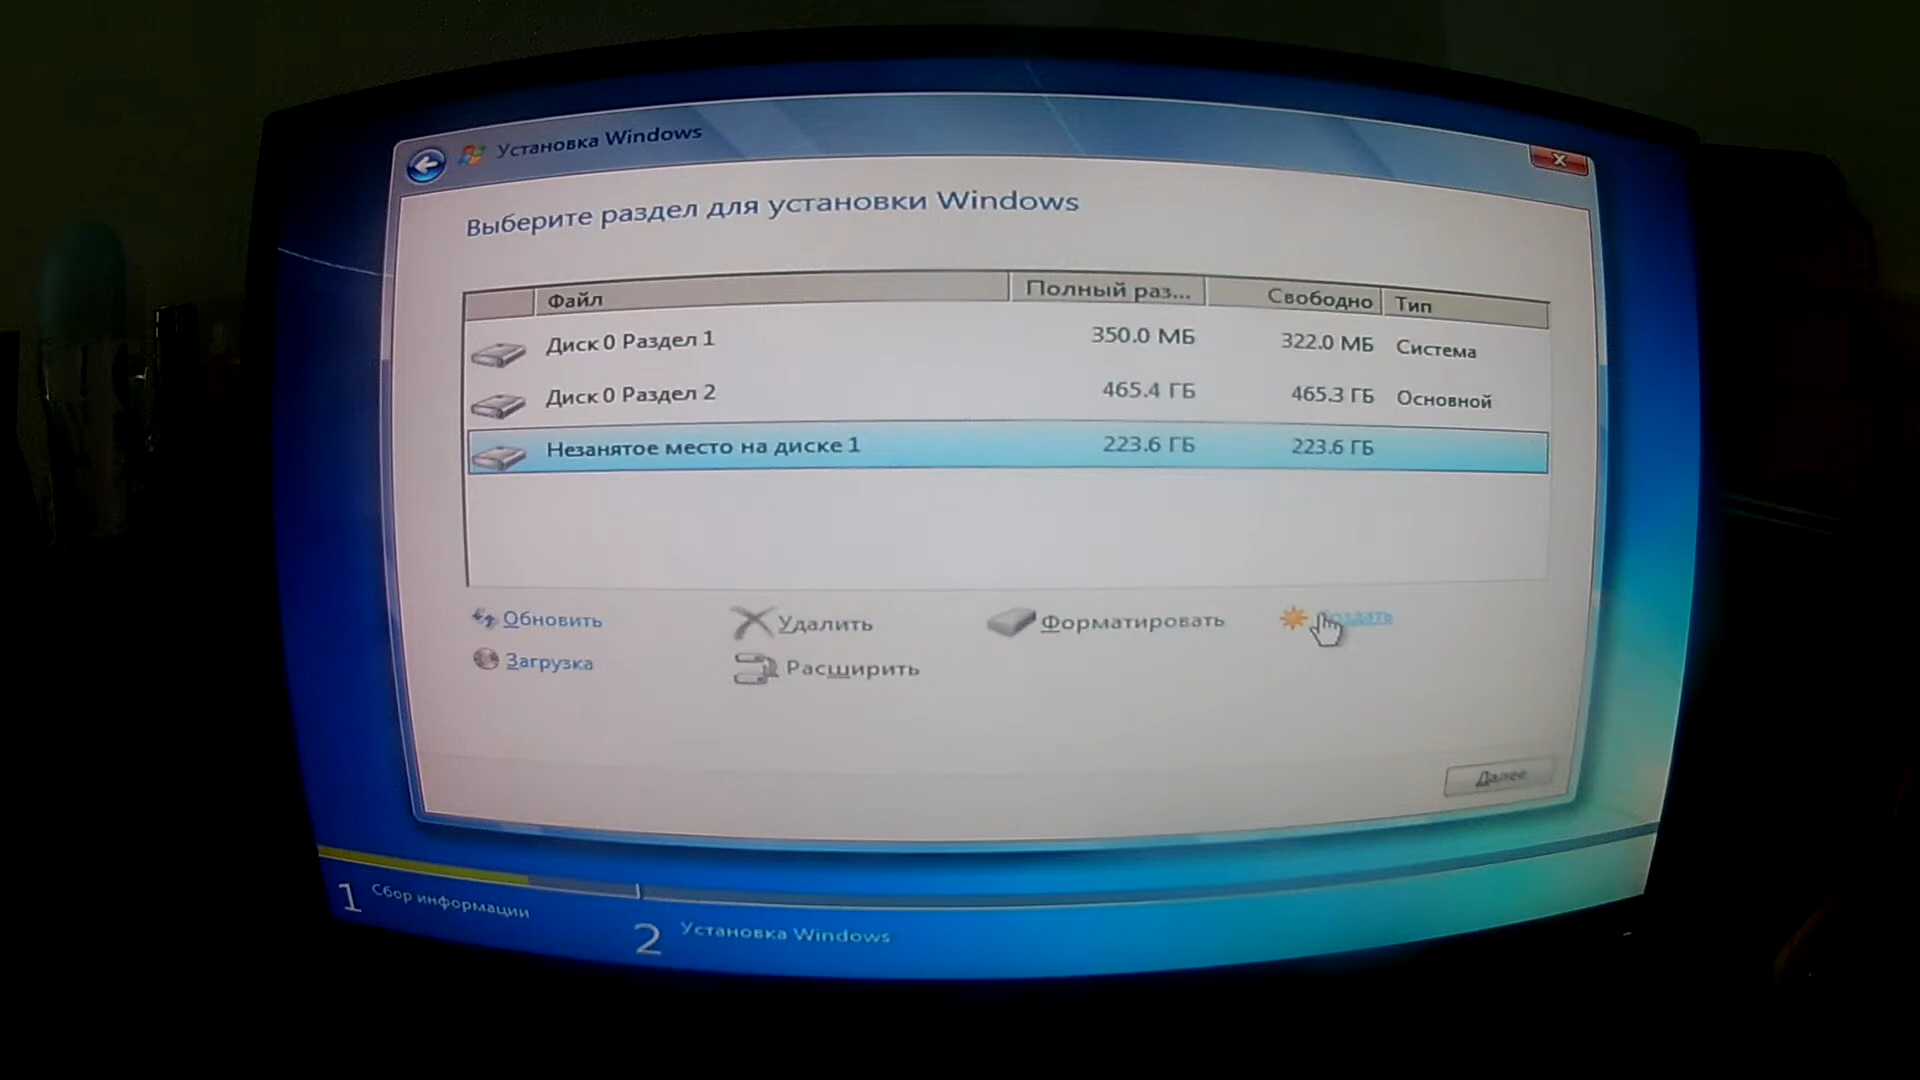 Установка Windows
Выберите раздел для установки Windows
Файл Полный раз... Свободно Тип
Диск 0 Раздел 1 350.0 МБ 322.0 МБ Система
Диск 0 Раздел 2 465.4 ГБ 465.3 ГБ Основной
Незанятое место на диске 1 223.6 ГБ 223.6 ГБ
Обновить Удалить Форматировать Создать
Загрузка Расширить
Далее
1 Сбор информации
2 Установка Windows